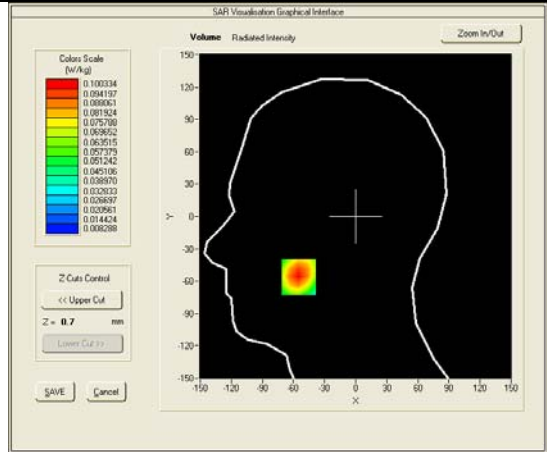 SAR Visualisation Graphical Interface
Volume Radiated Intensity
Zoom In/Out
Colors Scale
(W/kg)
0.100334
0.094197
0.088061
0.081924
0.075788
0.069652
0.063515
0.057379
0.051242
0.045106
0.038970
0.032833
0.026697
0.020561
0.014424
0.008288
Z Cuts Control
<< Upper Cut
Z = 0.7 mm
Lower Cut >>
SAVE
Cancel
150
120
90
60
30
0
-30
-60
-90
-120
-150
Y
-150 -120 -90 -60 -30 0 30 60 90 120 150
X